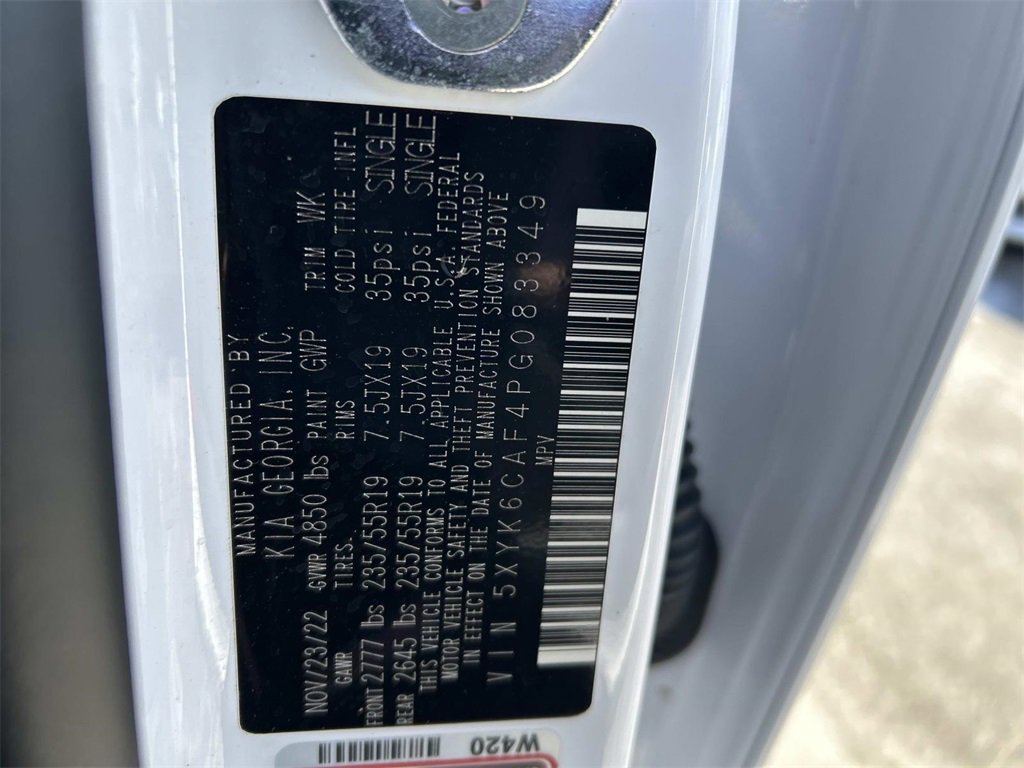 MANUFACTURED BY
KIA GEORGIA, INC.
NOV/23/22 GVWR 4850 lbs PAINT GWP TRIM WK
GAWR TIRES RIMS COLD TIRE INFL
FRONT 2777 lbs 235/55R19 7.5JX19 35psi SINGLE
REAR 2645 lbs 235/55R19 7.5JX19 35psi SINGLE
THIS VEHICLE CONFORMS TO ALL APPLICABLE U.S.A FEDERAL
MOTOR VEHICLE SAFETY AND THEFT PREVENTION STANDARDS
IN EFFECT ON THE DATE OF MANUFACTURE SHOWN ABOVE
VIN 5XYK6CAF4PG083349
MPV
W420